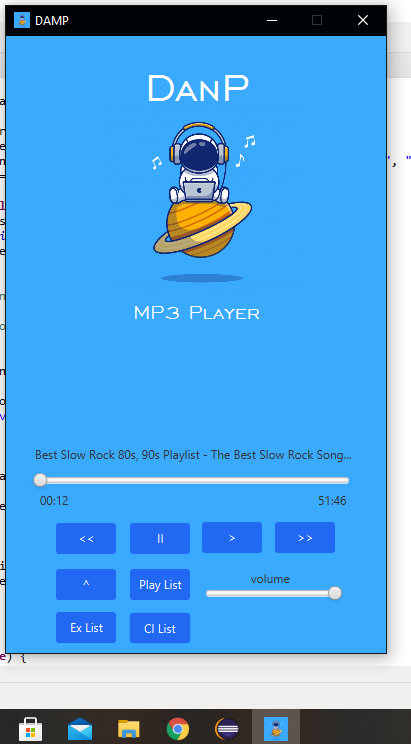 DAMP
DanP
MP3 Player
Best Slow Rock 80s, 90s Playlist - The Best Slow Rock Song...
00:12 51:46
<< || > >>
^ Play List volume
Ex List Cl List
e) {